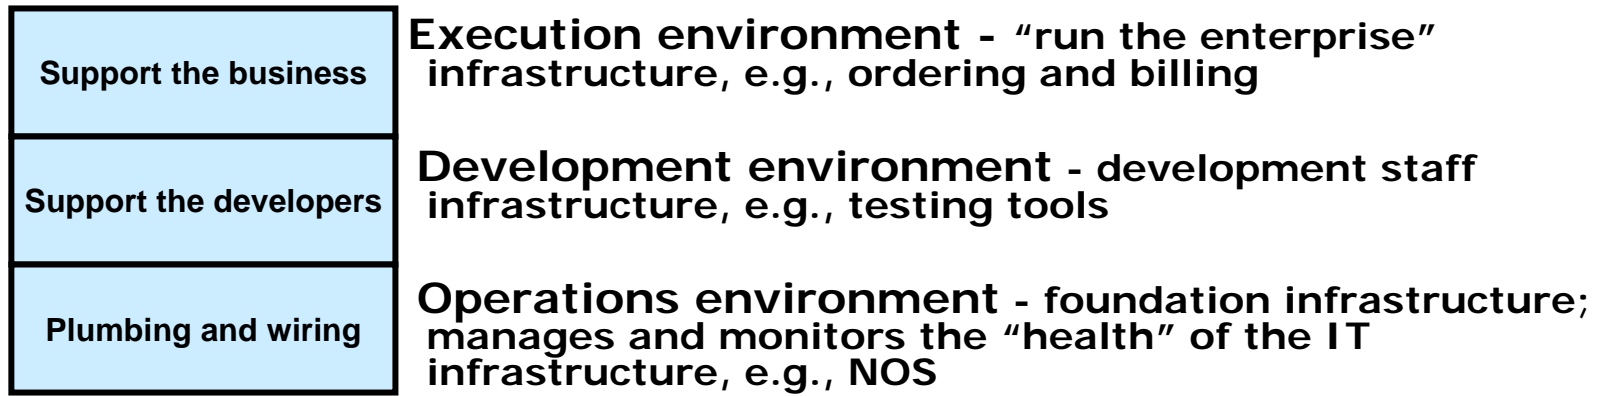 Support the business
Execution environment - “run the enterprise”
infrastructure, e.g., ordering and billing
Support the developers
Development environment - development staff
infrastructure, e.g., testing tools
Plumbing and wiring
Operations environment - foundation infrastructure;
manages and monitors the “health” of the IT
infrastructure, e.g., NOS